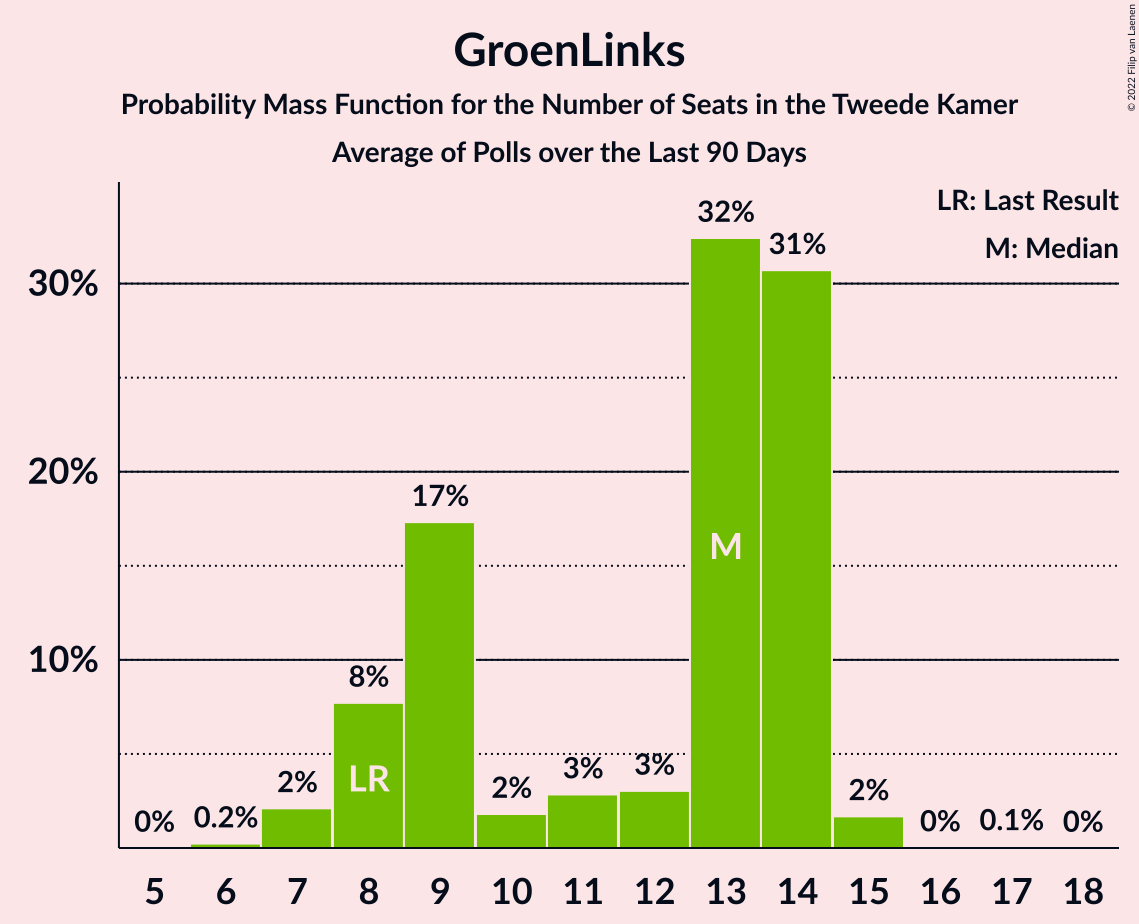 GroenLinks
Probability Mass Function for the Number of Seats in the Tweede Kamer
Average of Polls over the Last 90 Days
© 2022 Filip van Laenen
LR: Last Result
M: Median
30%
20%
10%
0%
0.2%
2%
8%
17%
2%
3%
3%
32%
31%
2%
0%
0.1%
0%
LR
M
5 6 7 8 9 10 11 12 13 14 15 16 17 18